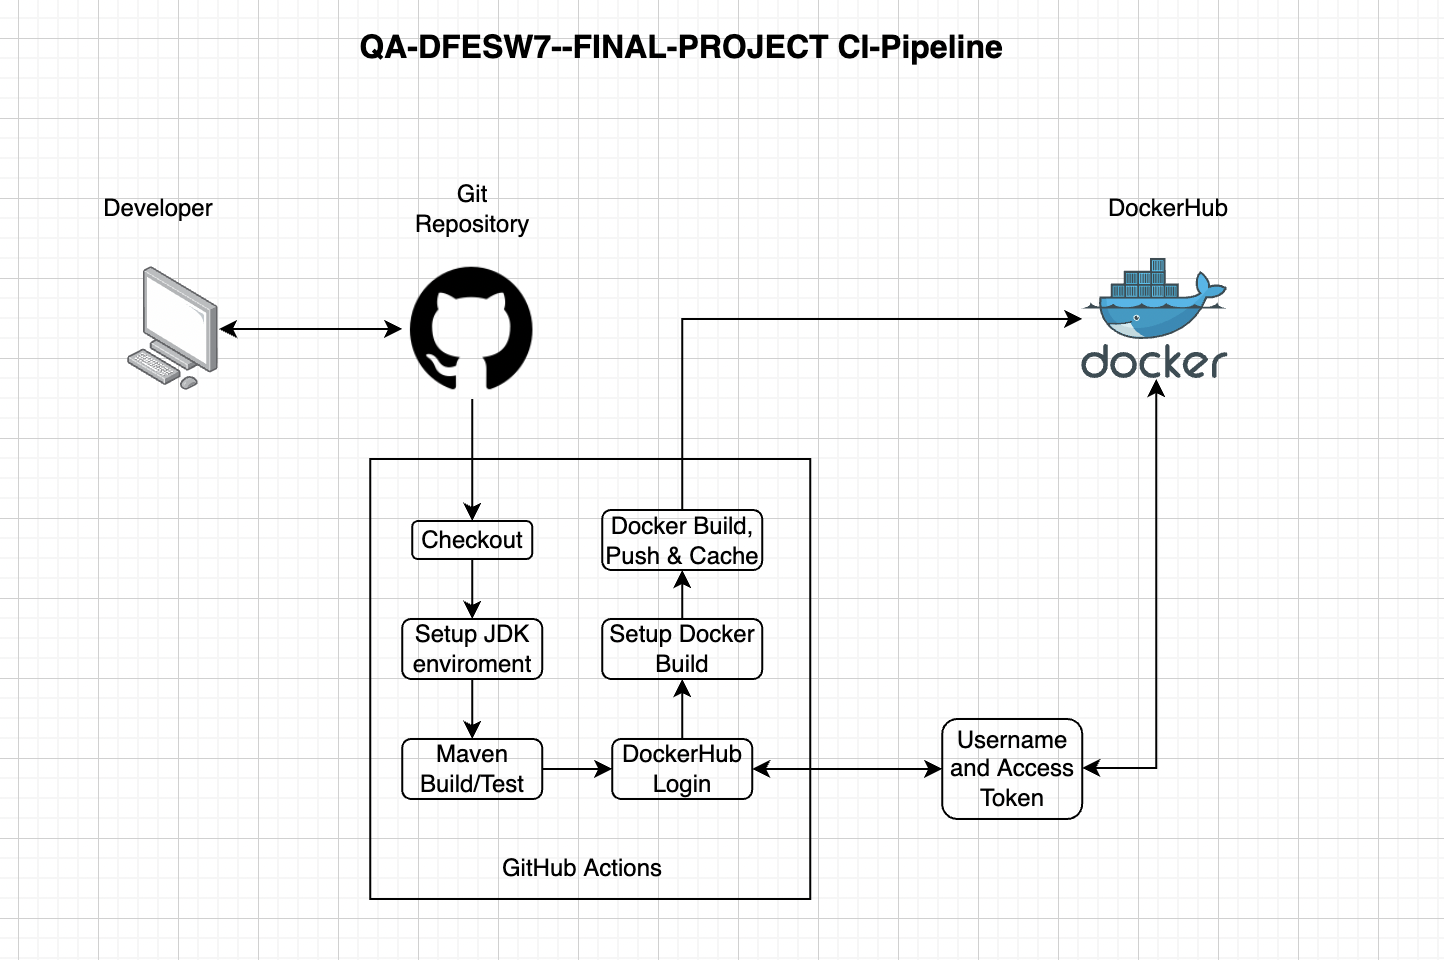 QA-DFESW7--FINAL-PROJECT CI-Pipeline
Developer
Git
Repository
DockerHub
docker
Checkout
Setup JDK
enviroment
Maven
Build/Test
Docker Build,
Push & Cache
Setup Docker
Build
DockerHub
Login
Username
and Access
Token
GitHub Actions